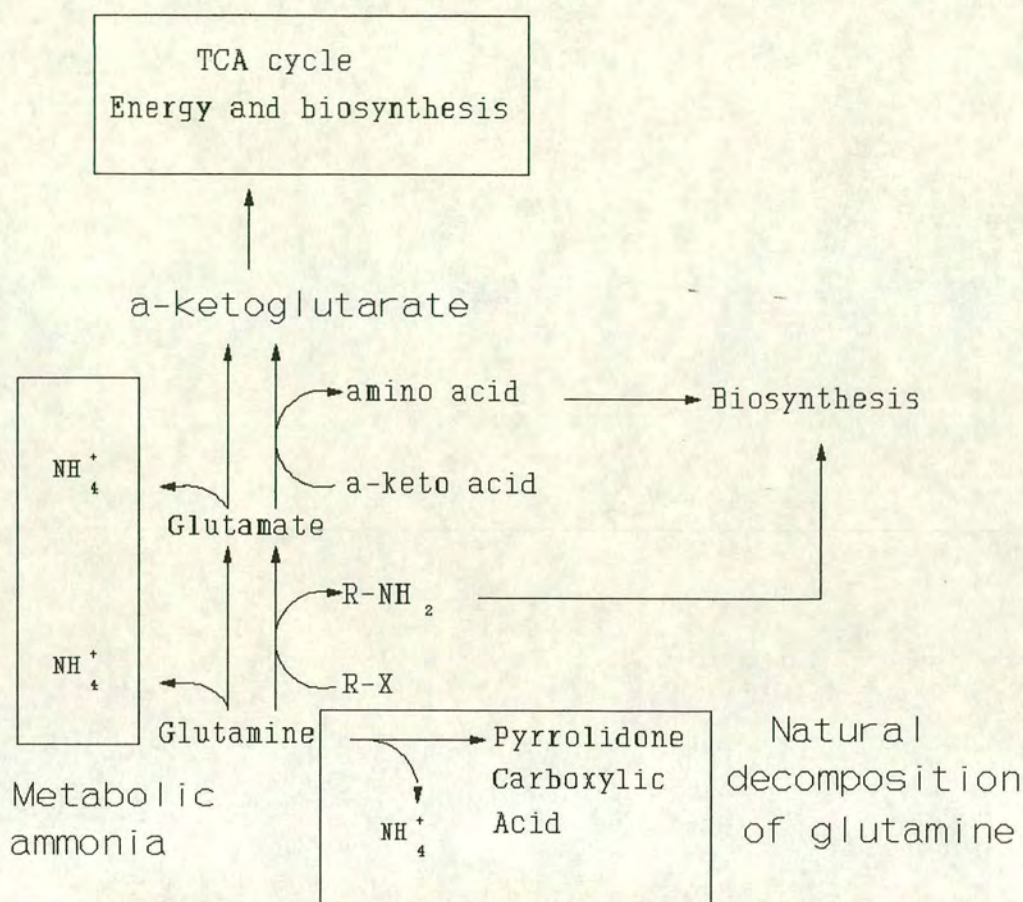 TCA cycle
Energy and biosynthesis
a-ketoglutarate
amino acid
Biosynthesis
NH4+
a-keto acid
Glutamate
R-NH2
NH4+
R-X
Glutamine
Pyrrolidone
Carboxylic
Acid
NH4+
Natural
decomposition
of glutamine
Metabolic
ammonia